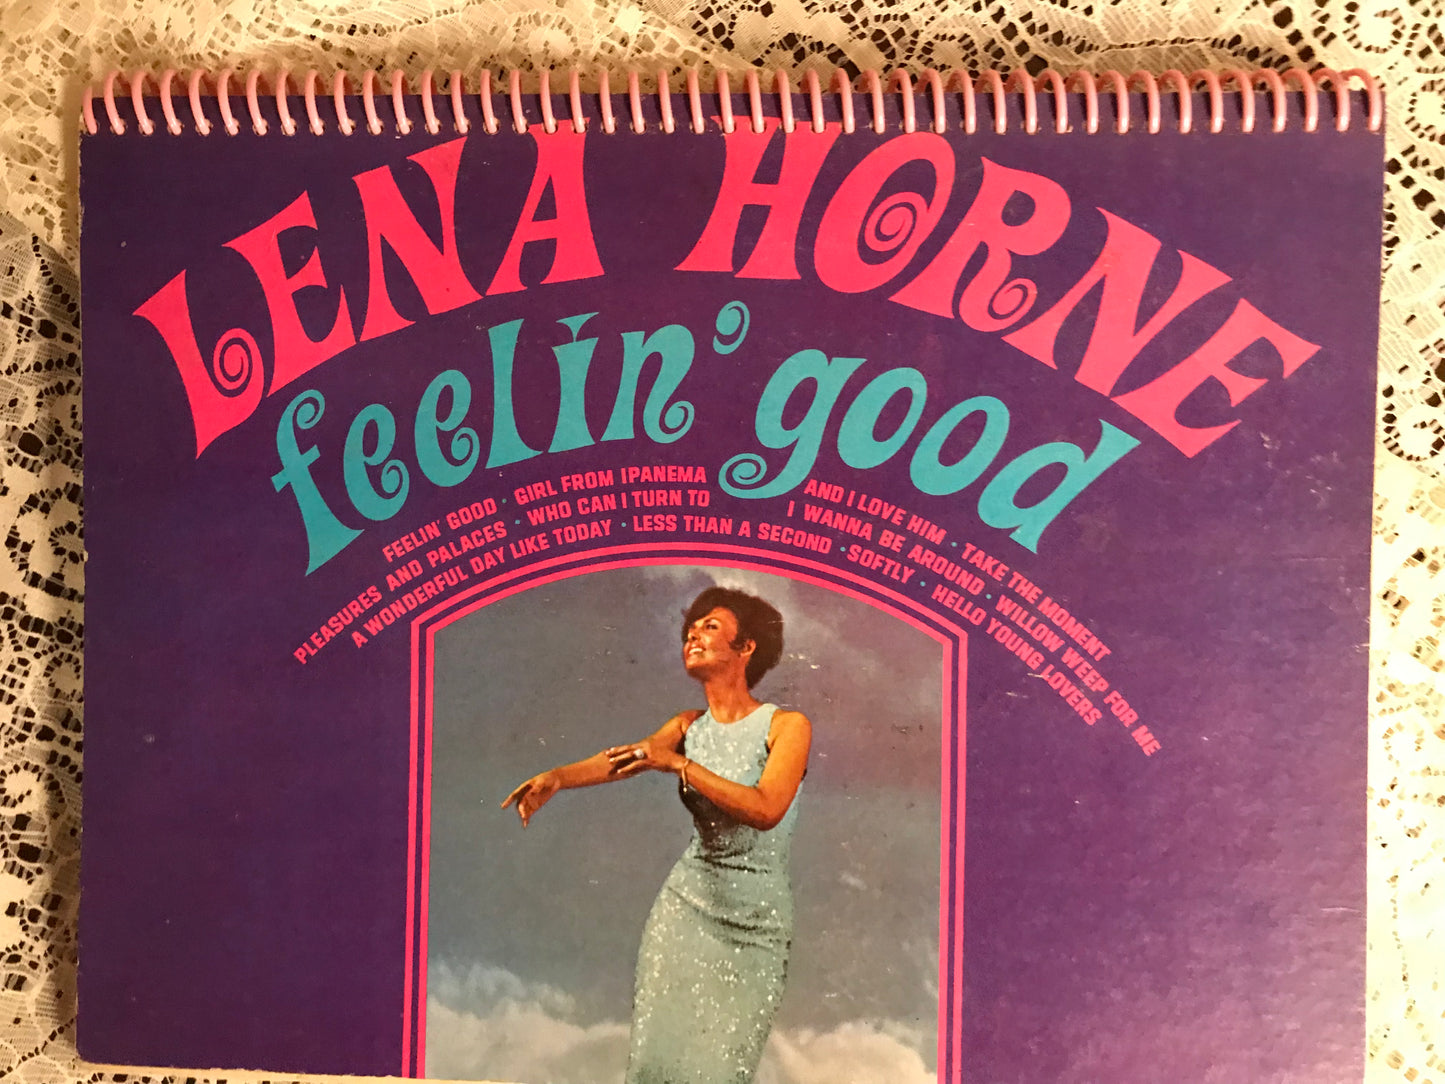 LENA HORNE
feelin' good
FEELIN' GOOD · GIRL FROM IPANEMA
PLEASURES AND PALACES · WHO CAN I TURN TO
A WONDERFUL DAY LIKE TODAY · LESS THAN A SECOND · SOFTLY · HELLO YOUNG LOVERS
AND I LOVE HIM · TAKE THE MOMENT
I WANNA BE AROUND · WILLOW WEEP FOR ME